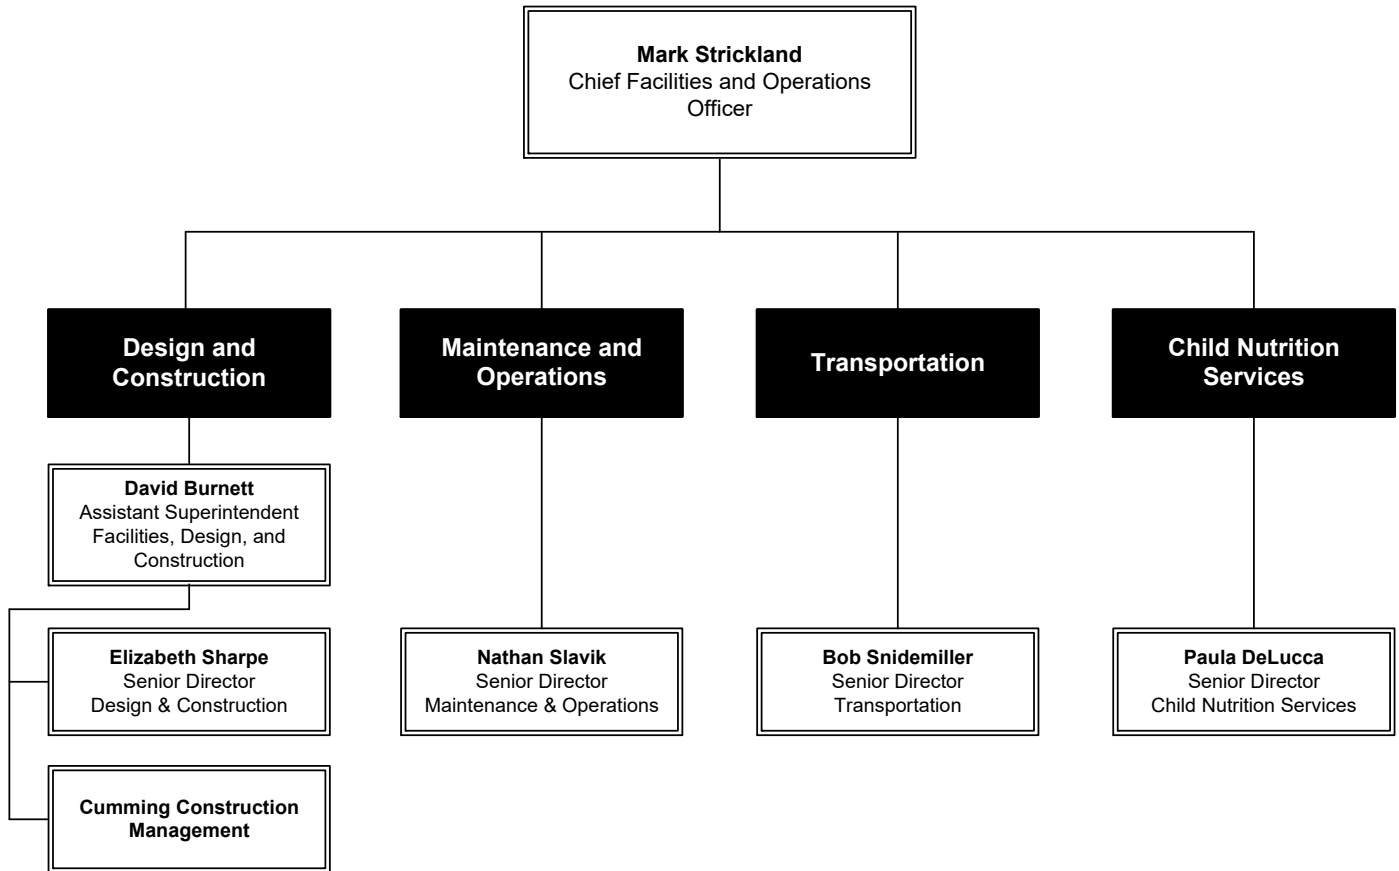 Mark Strickland
Chief Facilities and Operations
Officer
Design and
Construction
Maintenance and
Operations
Transportation
Child Nutrition
Services
David Burnett
Assistant Superintendent
Facilities, Design, and
Construction
Elizabeth Sharpe
Senior Director
Design & Construction
Nathan Slavik
Senior Director
Maintenance & Operations
Bob Snidemiller
Senior Director
Transportation
Paula DeLucca
Senior Director
Child Nutrition Services
Cumming Construction
Management